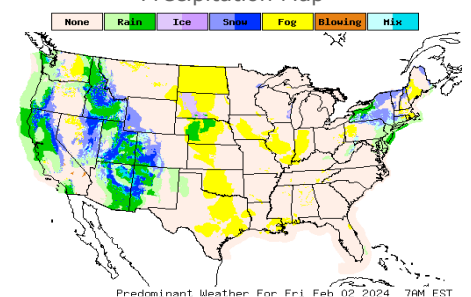 Precipitation Map
None Rain Ice Snow Fog Blowing Mix
Predominant Weather For Fri Feb 02 2024 7AM EST